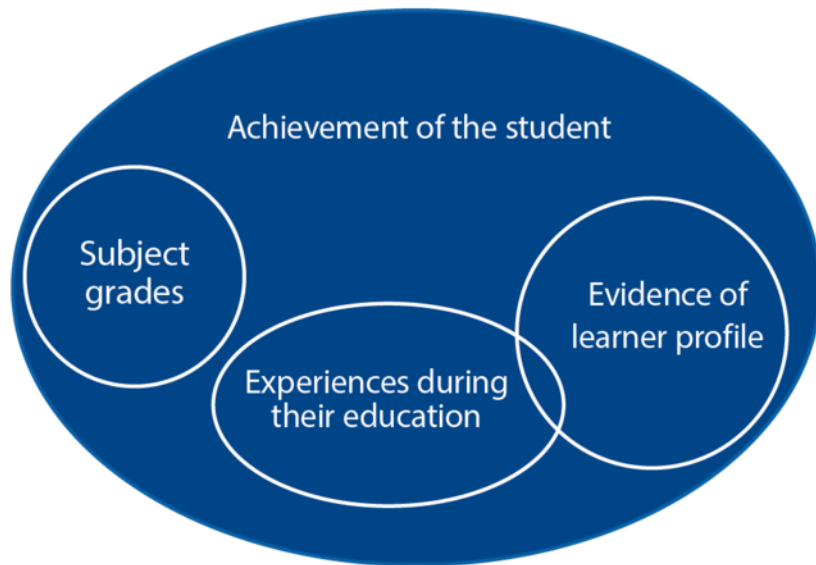 Achievement of the student
Subject
grades
Experiences during
their education
Evidence of
learner profile